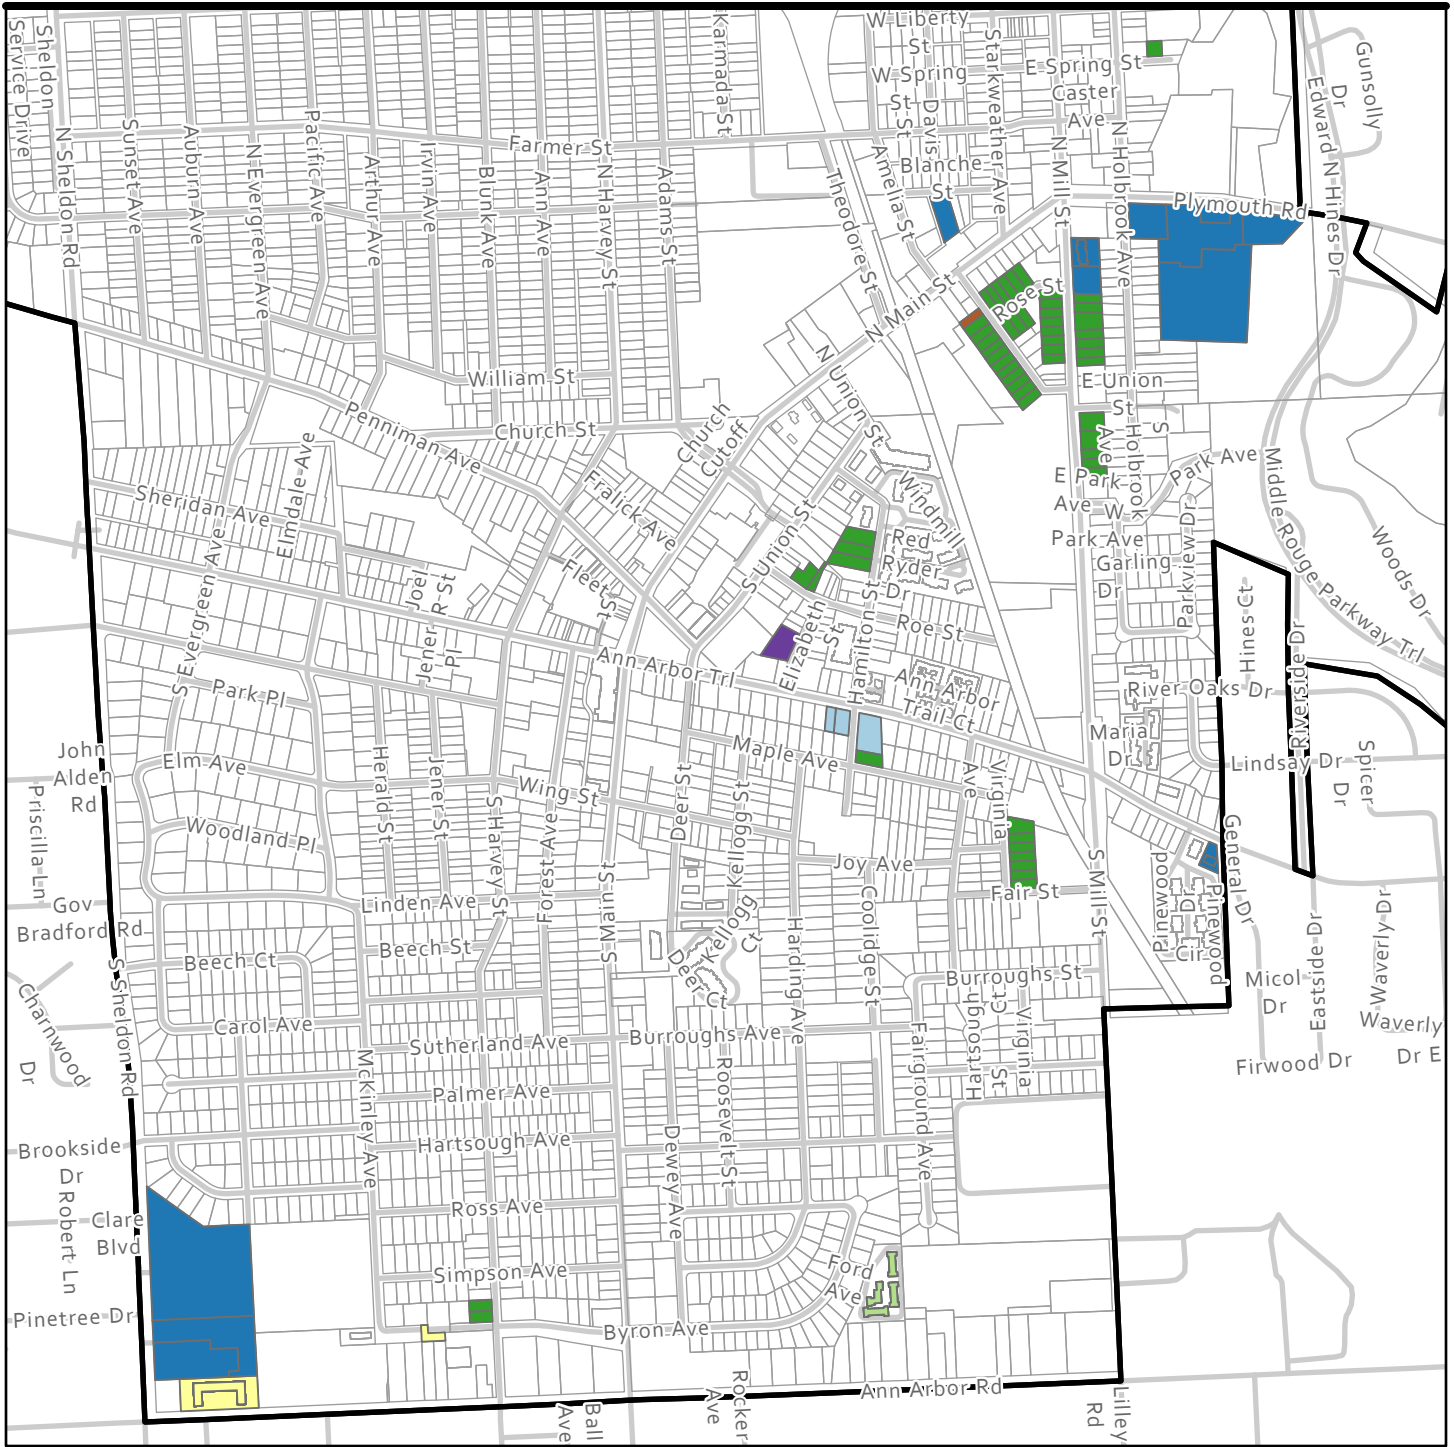 Service Drive
Sheldon
N Sheldon Rd
Sunset Ave
Auburn Ave
N Evergreen Ave
Pacific Ave
Arthur Ave
Irvin Ave
Blunk Ave
Ann Ave
N Harvey St
Adams St
Karmada St
Farmer St
W Liberty
St
W Spring
St
Davis
St
Blanche
St
Starkweather Ave
E Spring St
Caster
Ave
N Mill St
N Holbrook Ave
Plymouth Rd
Gunsolly
Dr
Edward N Hines Dr
Amelia St
Theodore St
N Main St
Rose St
N Union St
William St
Church St
Church
Cutoff
Penniman Ave
Fralick Ave
E Union
St
Ave
S
Holbrook
E Park
Ave
W
Park Ave
Park Ave
Garling
Dr
Parkview Dr
Middle Rouge Parkway Trl
Woods Dr
Sheridan Ave
Elmdale Ave
S Evergreen Ave
Joel
R St
Jener
Pl
Fleet
St
S Union St
Windmill
Red
Ryder
Dr
Roe St
Elizabeth
St
Hamilton St
Ann Arbor Trl
Ann Arbor
Trail Ct
Park Pl
Elm Ave
Woodland Pl
Herald St
Jener St
Wing St
S Harvey St
Forest Ave
S Main St
Deer St
Maple Ave
Kellogg St
Virginia
Ave
Joy Ave
Fair St
Coolidge St
Harding Ave
S Mill St
Maria
Dr
River Oaks Dr
Hines Ct
Riverside Dr
Lindsay Dr
Spicer
Dr
General Dr
Pinewood
Dr
Pinewood
Cir
John
Alden
Rd
Priscilla Ln
Gov
Bradford Rd
S Sheldon Rd
Charnwood
Dr
Linden Ave
Beech Ct
Beech St
Carol Ave
Kellogg
Ct
Deer Ct
Burroughs St
Burroughs Ave
Sutherland Ave
Palmer Ave
Hartsough Ave
McKinley Ave
Roosevelt St
Dewey Ave
Fairground Ave
Hartsough
St
Ct
Virginia
Micol
Dr
Firwood Dr
Eastside Dr
Waverly Dr
Waverly
Dr E
Brookside
Dr
Robert Ln
Clare
Blvd
Pinetree Dr
Ross Ave
Simpson Ave
Byron Ave
Ford
Ave
Ann Arbor Rd
Ball
Ave
Rocker
Ave
Lilley
Rd